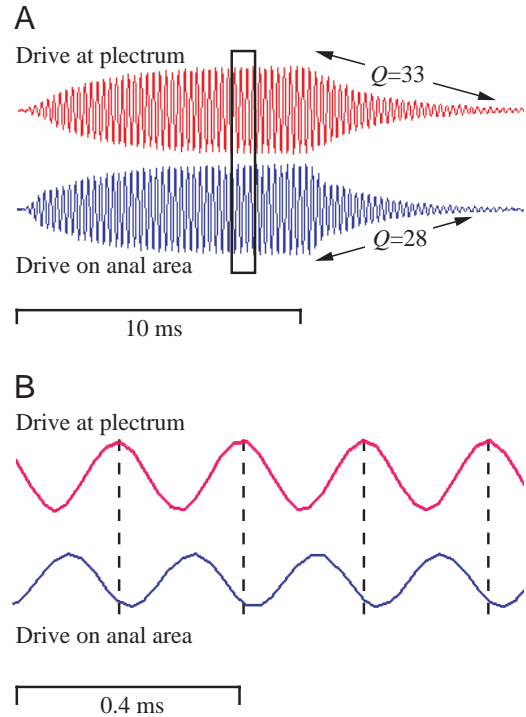 A
Drive at plectrum
Q=33
Q=28
Drive on anal area
10 ms
B
Drive at plectrum
Drive on anal area
0.4 ms